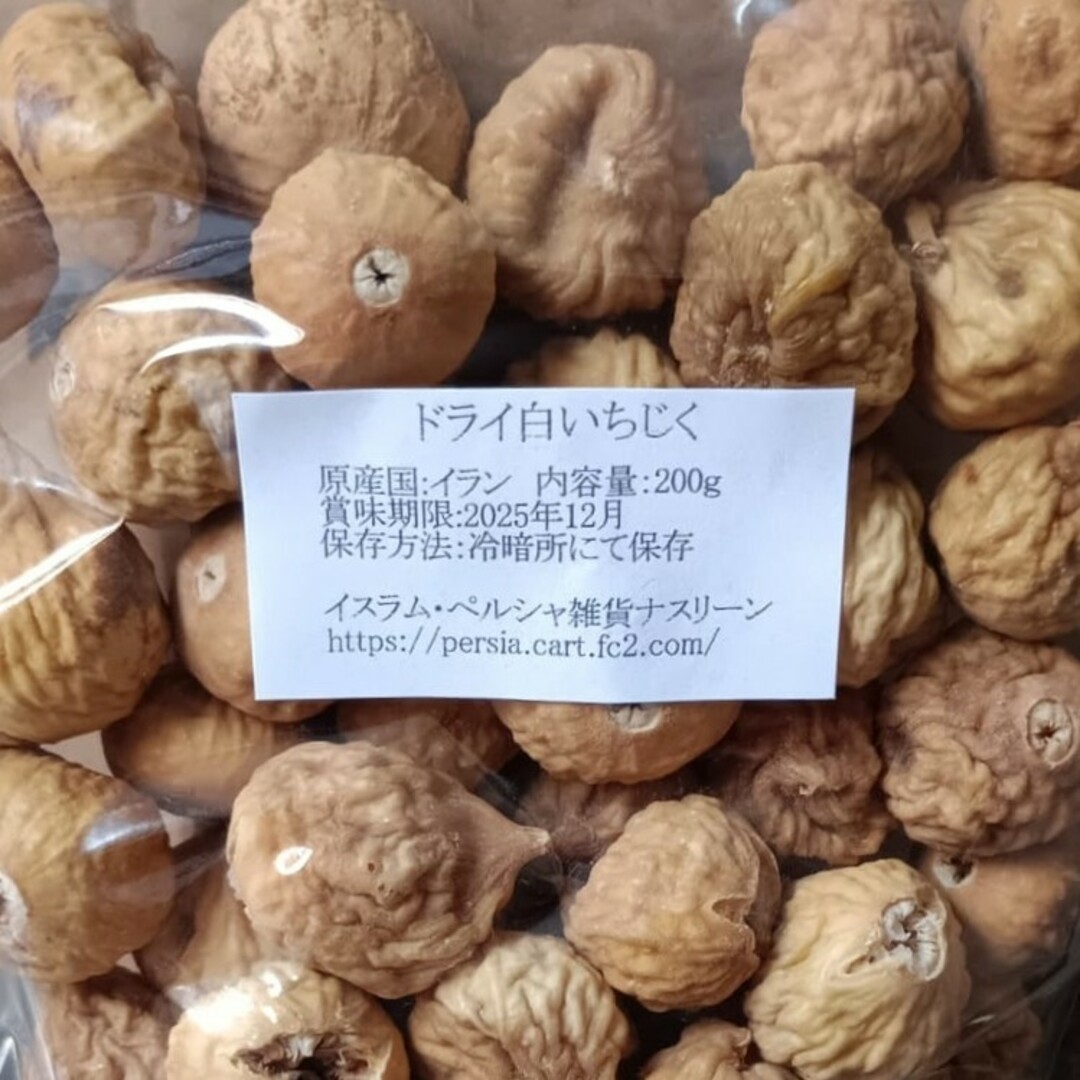 ドライ白いちじく
原産国:イラン 内容量:200g
賞味期限:2025年12月
保存方法:冷暗所にて保存
イスラム・ペルシャ雑貨ナスリーン
https://persia.cart.fc2.com/